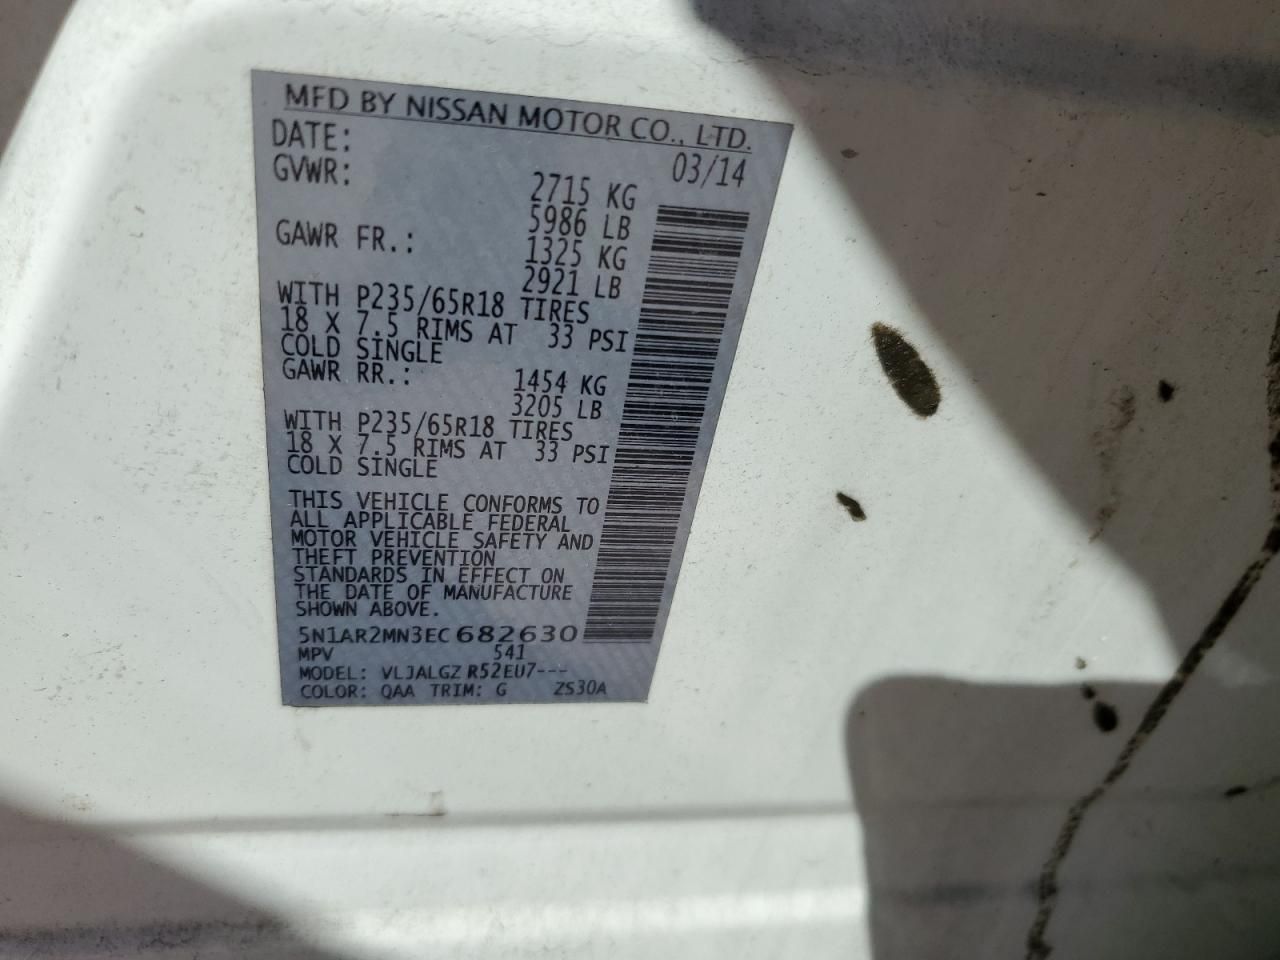 MFD BY NISSAN MOTOR CO., LTD.
DATE: 03/14
GVWR: 2715 KG
5986 LB
GAWR FR.: 1325 KG
2921 LB
WITH P235/65R18 TIRES
18 X 7.5 RIMS AT 33 PSI
COLD SINGLE
GAWR RR.: 1454 KG
3205 LB
WITH P235/65R18 TIRES
18 X 7.5 RIMS AT 33 PSI
COLD SINGLE
THIS VEHICLE CONFORMS TO
ALL APPLICABLE FEDERAL
MOTOR VEHICLE SAFETY AND
THEFT PREVENTION
STANDARDS IN EFFECT ON
THE DATE OF MANUFACTURE
SHOWN ABOVE.
5N1AR2MN3EC682630
MPV 541
MODEL: VLJALGZ R52EU7---
COLOR: QAA TRIM: G ZS30A